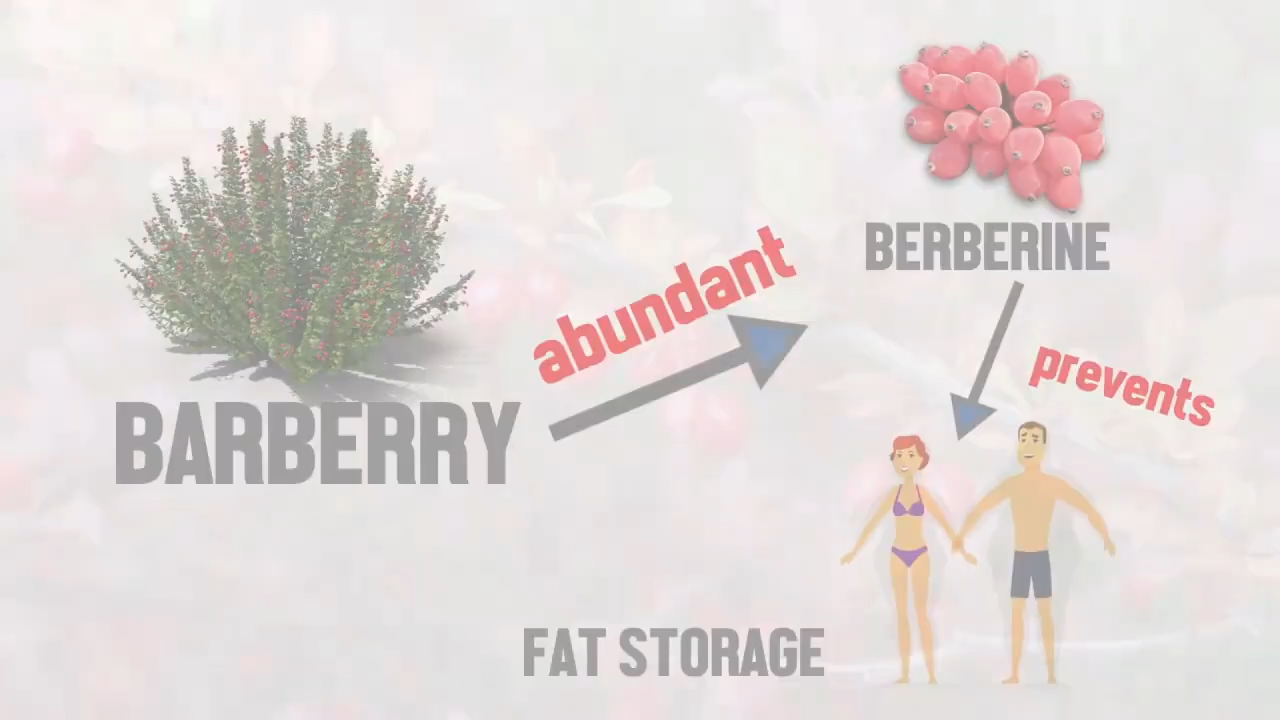 BARBERRY
abundant
BERBERINE
prevents
FAT STORAGE